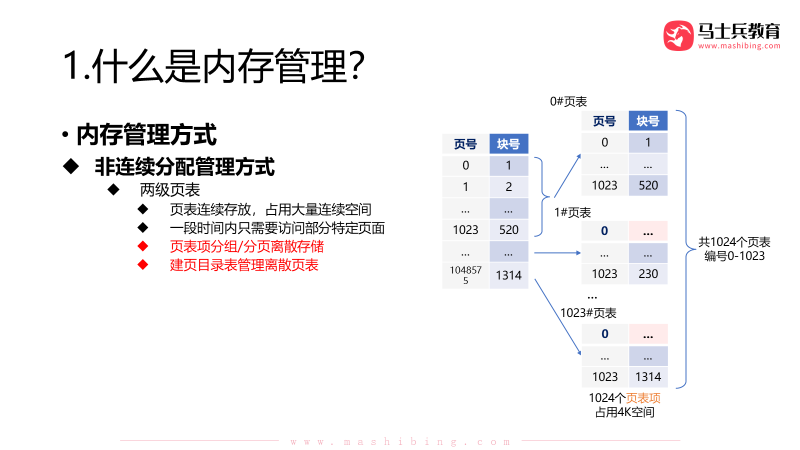 马士兵教育
www.mashibing.com
1.什么是内存管理？
• 内存管理方式
◆ 非连续分配管理方式
◆ 两级页表
◆ 页表连续存放，占用大量连续空间
◆ 一段时间内只需要访问部分特定页面
◆ 页表项分组/分页离散存储
◆ 建页目录表管理离散页表
页号 块号
0 1
1 2
... ...
1023 520
... ...
1048575 1314
0#页表
页号 块号
0 1
... ...
1023 520
1#页表
0 ...
... ...
1023 230
...
1023#页表
0 ...
... ...
1023 1314
1024个页表项
占用4K空间
共1024个页表
编号0-1023
www.mashibing.com